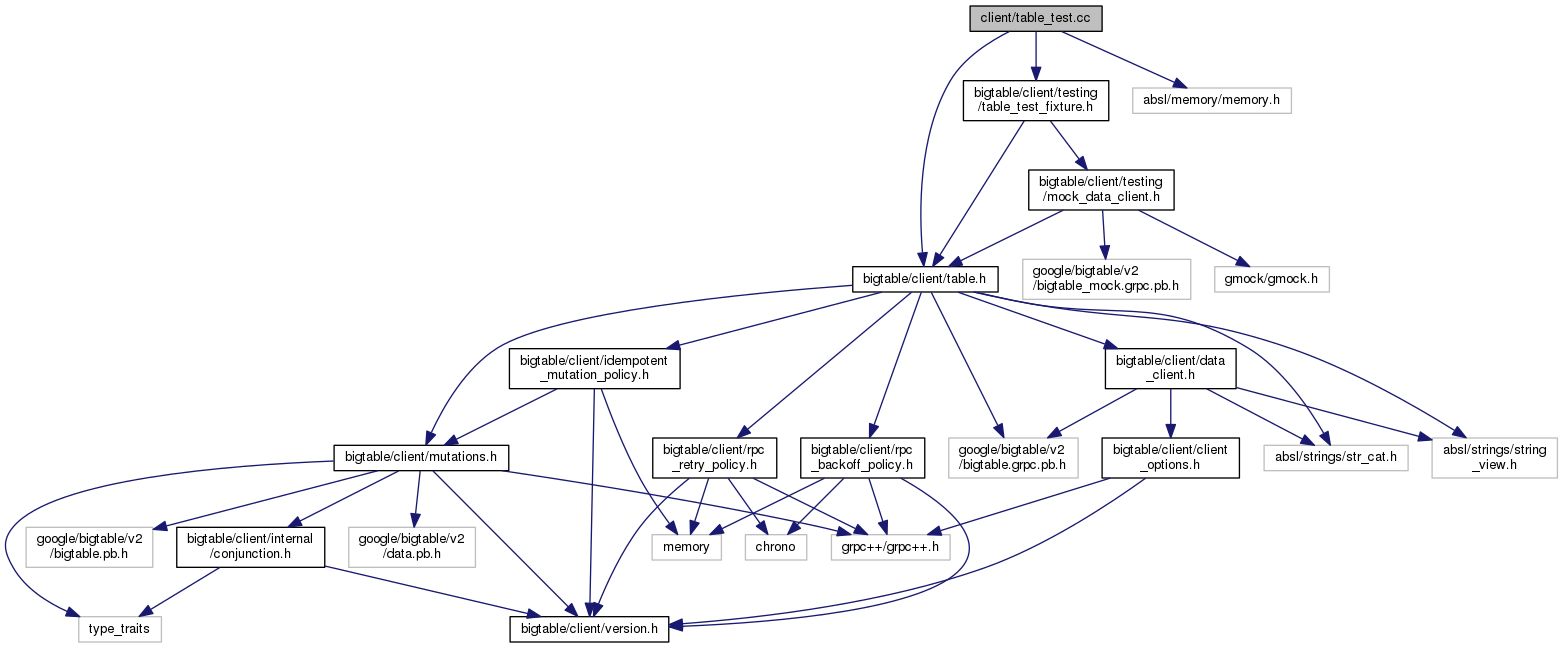 client/table_test.cc
bigtable/client/testing
/table_test_fixture.h
absl/memory/memory.h
bigtable/client/testing
/mock_data_client.h
bigtable/client/table.h
google/bigtable/v2
/bigtable_mock.grpc.pb.h
gmock/gmock.h
bigtable/client/idempotent
_mutation_policy.h
bigtable/client/data
_client.h
bigtable/client/mutations.h
bigtable/client/rpc
_retry_policy.h
bigtable/client/rpc
_backoff_policy.h
google/bigtable/v2
/bigtable.grpc.pb.h
bigtable/client/client
_options.h
absl/strings/str_cat.h
absl/strings/string
_view.h
google/bigtable/v2
/bigtable.pb.h
bigtable/client/internal
/conjunction.h
google/bigtable/v2
/data.pb.h
memory
chrono
grpc++/grpc++.h
type_traits
bigtable/client/version.h